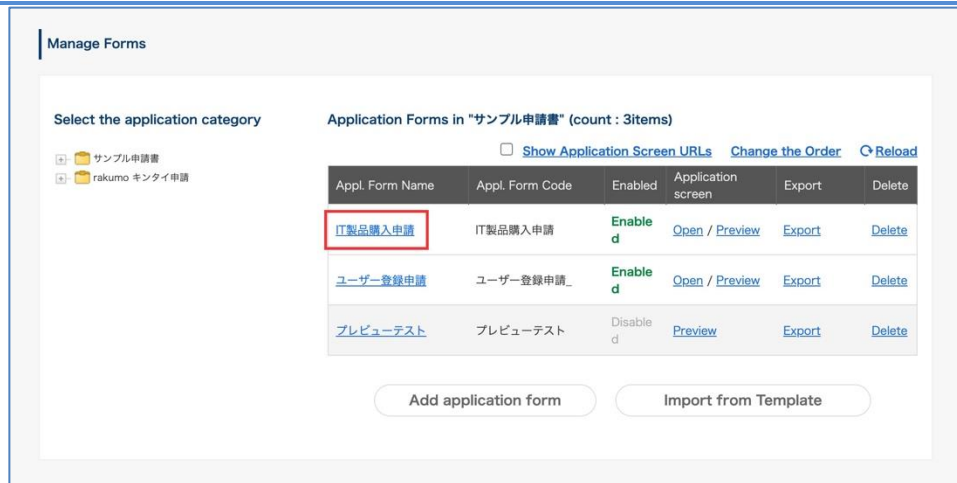 Manage Forms
Select the application category
サンプル申請書
rakumo キンタイ申請
Application Forms in "サンプル申請書" (count : 3items)
Show Application Screen URLs Change the Order Reload
Appl. Form Name Appl. Form Code Enabled Application screen Export Delete
IT製品購入申請 IT製品購入申請 Enabled Open / Preview Export Delete
ユーザー登録申請 ユーザー登録申請_ Enabled Open / Preview Export Delete
プレビューテスト プレビューテスト Disabled Preview Export Delete
Add application form Import from Template